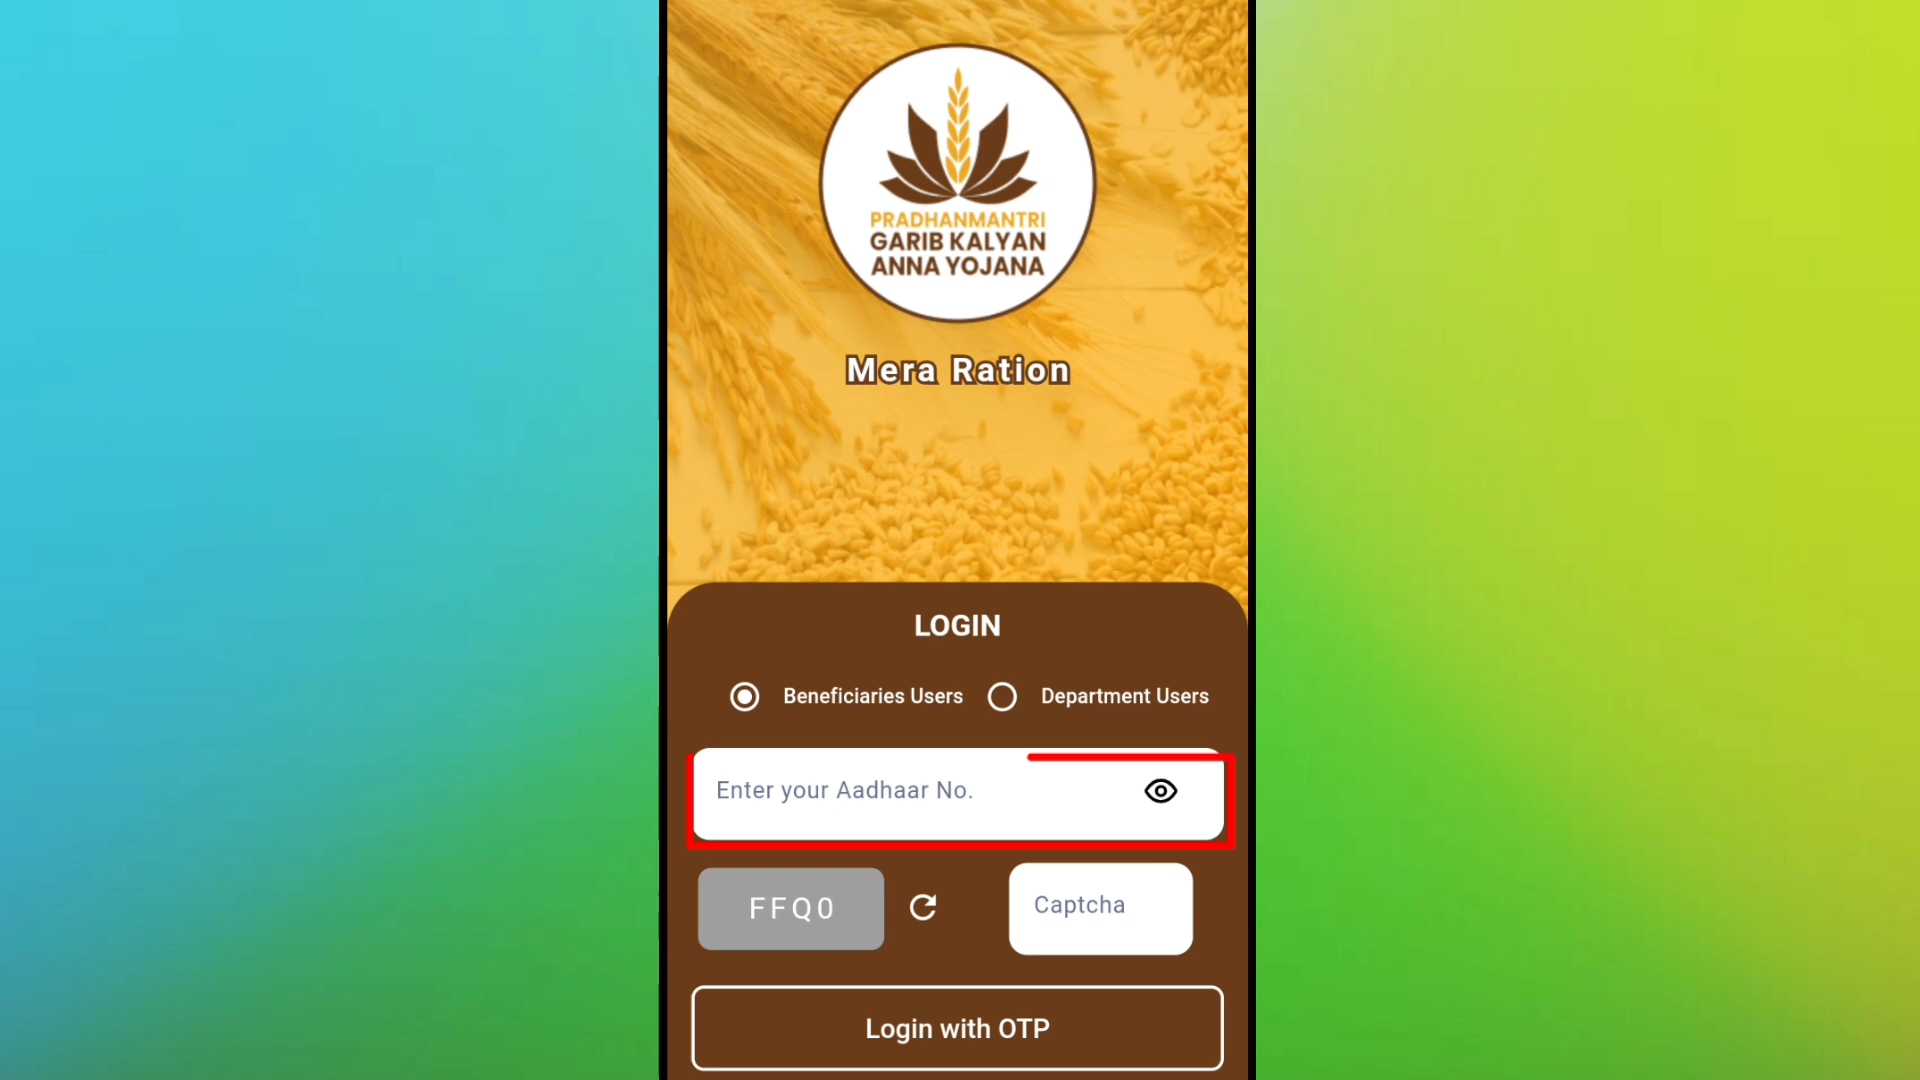 PRADHANMANTRI
GARIB KALYAN
ANNA YOJANA
Mera Ration
LOGIN
Beneficiaries Users
Department Users
Enter your Aadhaar No.
FFQ0
Captcha
Login with OTP